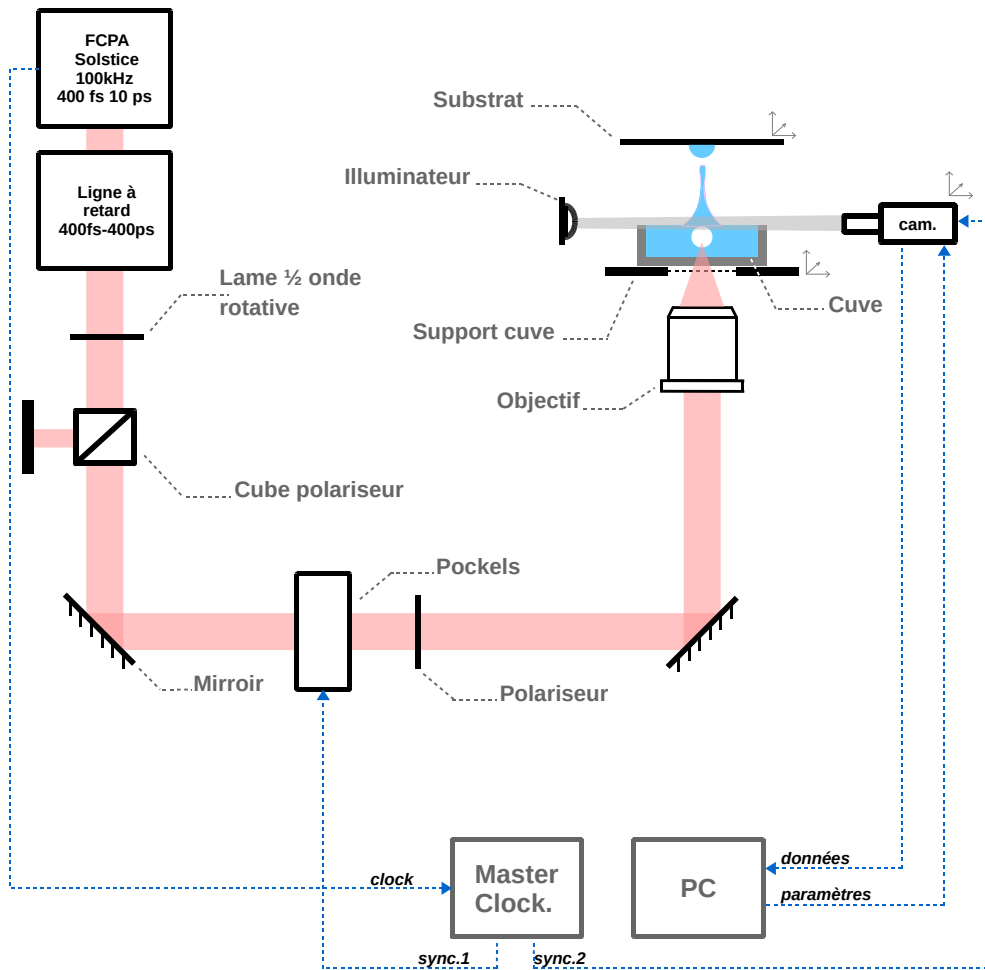 FCPA
Solstice
100kHz
400 fs 10 ps
Substrat
Illuminateur
Ligne à
retard
400fs-400ps
cam.
Lame ½ onde
rotative
Cuve
Support cuve
Objectif
Cube polariseur
Pockels
Mirroir
Polariseur
clock
Master
Clock.
PC
données
paramètres
sync.1
sync.2